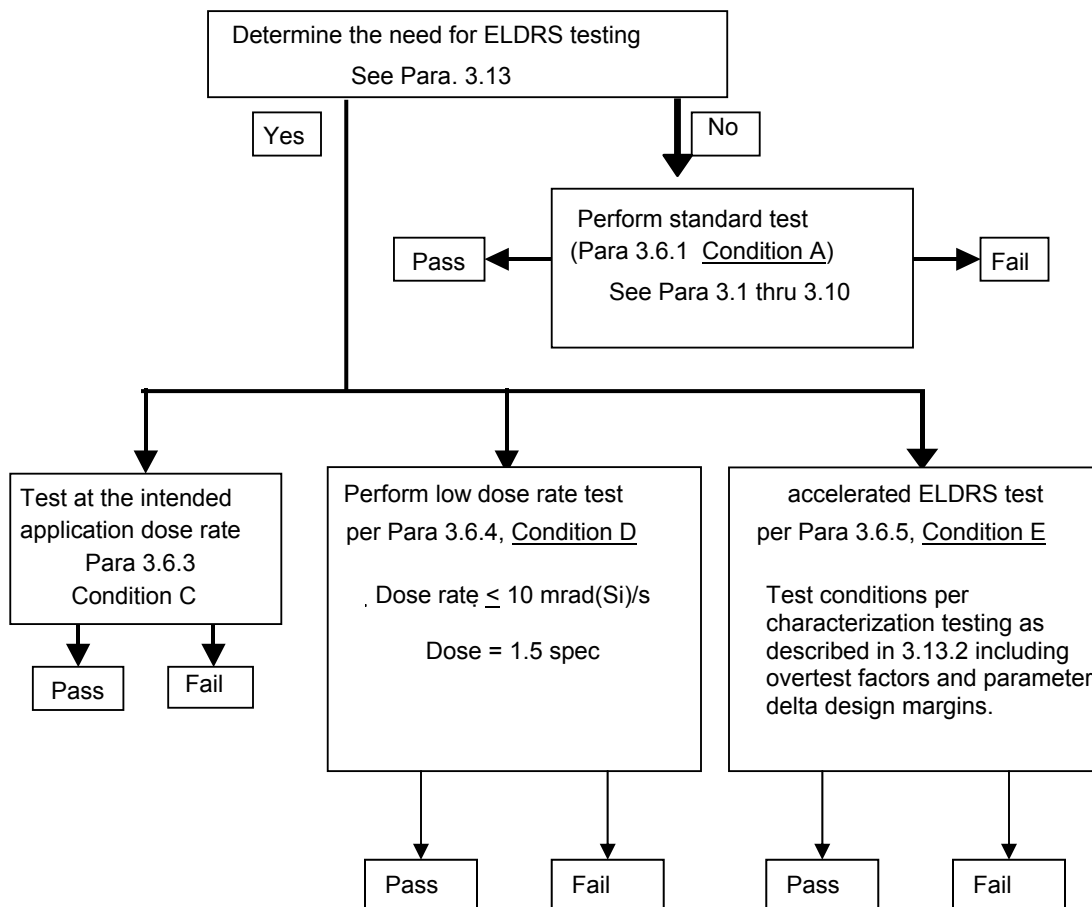 Determine the need for ELDRS testing
See Para. 3.13
Yes
No
Perform standard test
(Para 3.6.1 Condition A)
See Para 3.1 thru 3.10
Pass
Fail
Test at the intended
application dose rate
Para 3.6.3
Condition C
Pass
Fail
Perform low dose rate test
per Para 3.6.4, Condition D
Dose rate ≤ 10 mrad(Si)/s
Dose = 1.5 spec
Pass
Fail
accelerated ELDRS test
per Para 3.6.5, Condition E
Test conditions per
characterization testing as
described in 3.13.2 including
overtest factors and parameter
delta design margins.
Pass
Fail